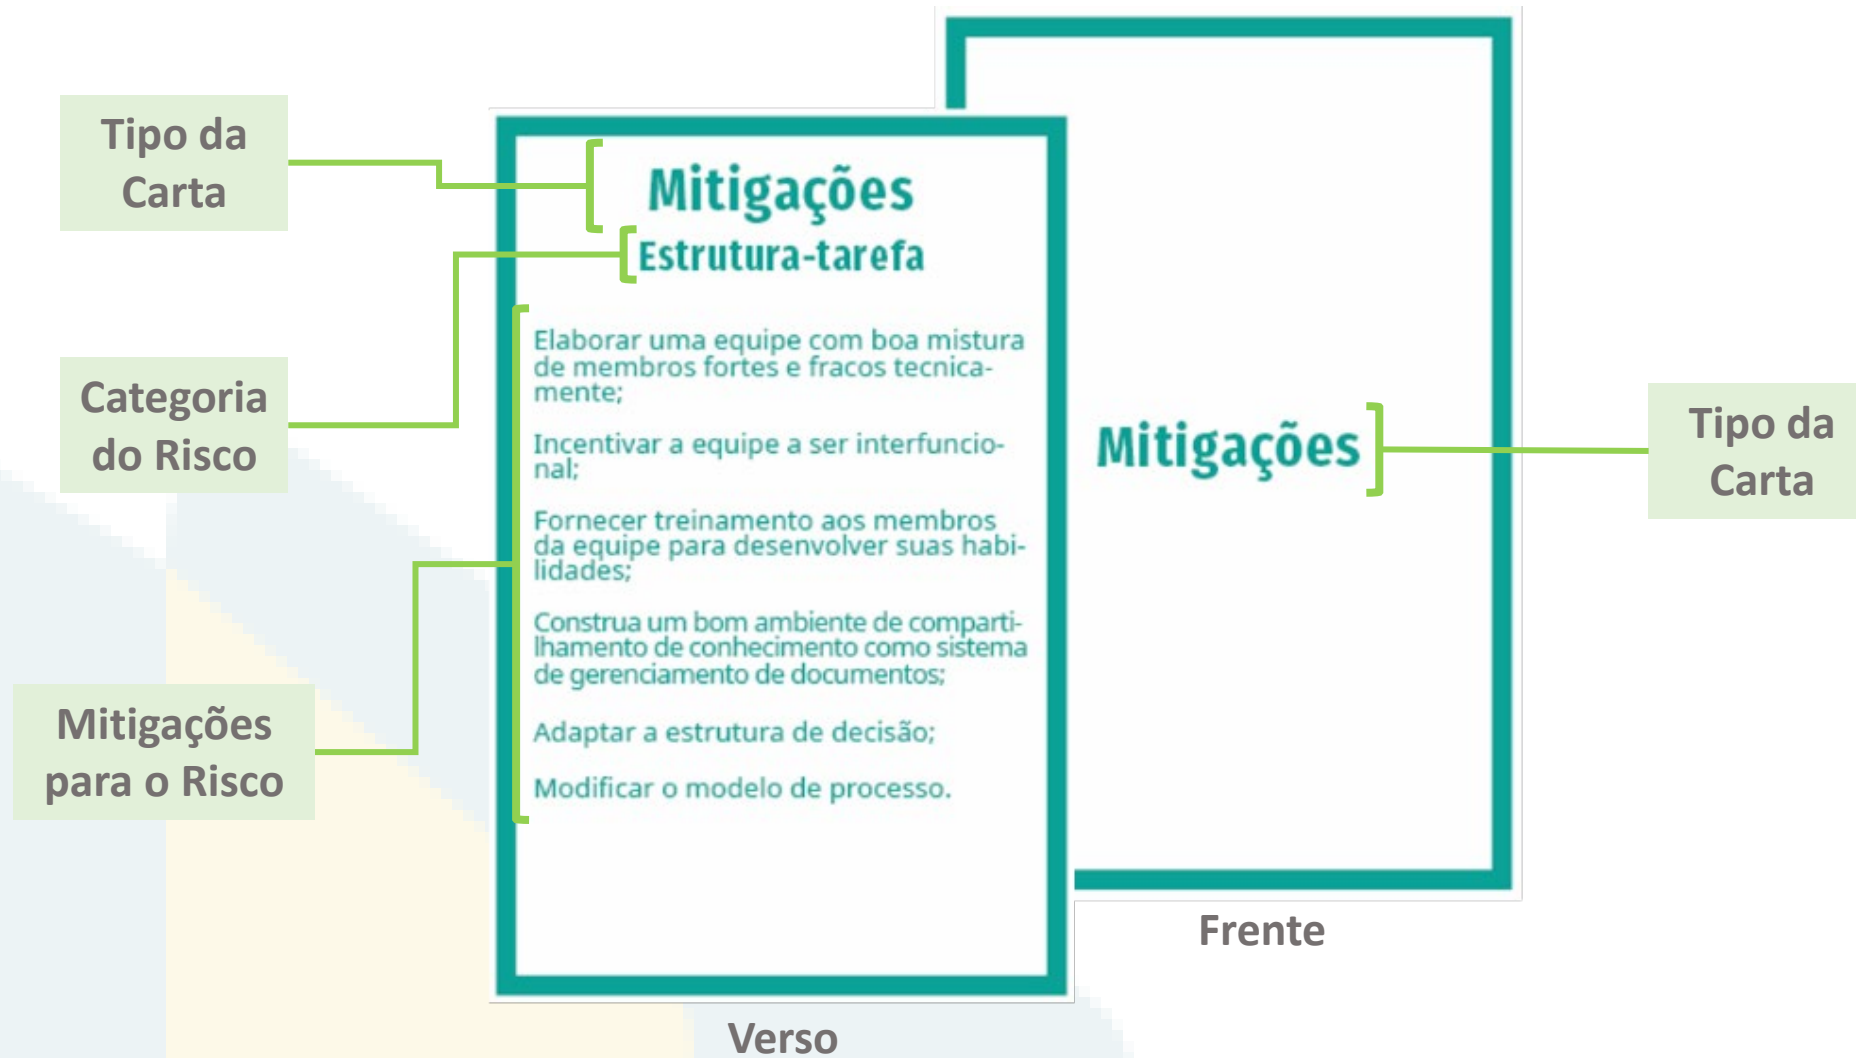 Tipo da
Carta
Categoria
do Risco
Mitigações
para o Risco
Mitigações
Estrutura-tarefa
Elaborar uma equipe com boa mistura
de membros fortes e fracos tecnica-
mente;
Incentivar a equipe a ser interfuncio-
nal;
Fornecer treinamento aos membros
da equipe para desenvolver suas habi-
lidades;
Construa um bom ambiente de comparti-
lhamento de conhecimento como sistema
de gerenciamento de documentos;
Adaptar a estrutura de decisão;
Modificar o modelo de processo.
Verso
Mitigações
Frente
Tipo da
Carta